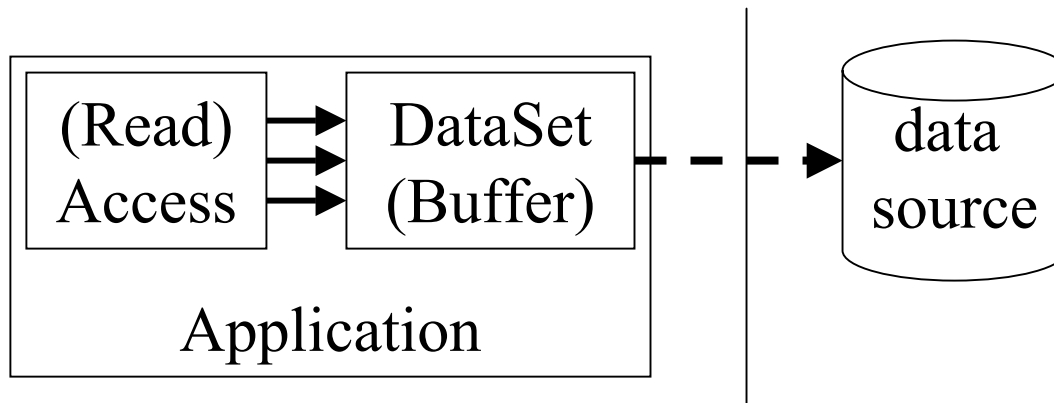 (Read)
Access
DataSet
(Buffer)
data
source
Application